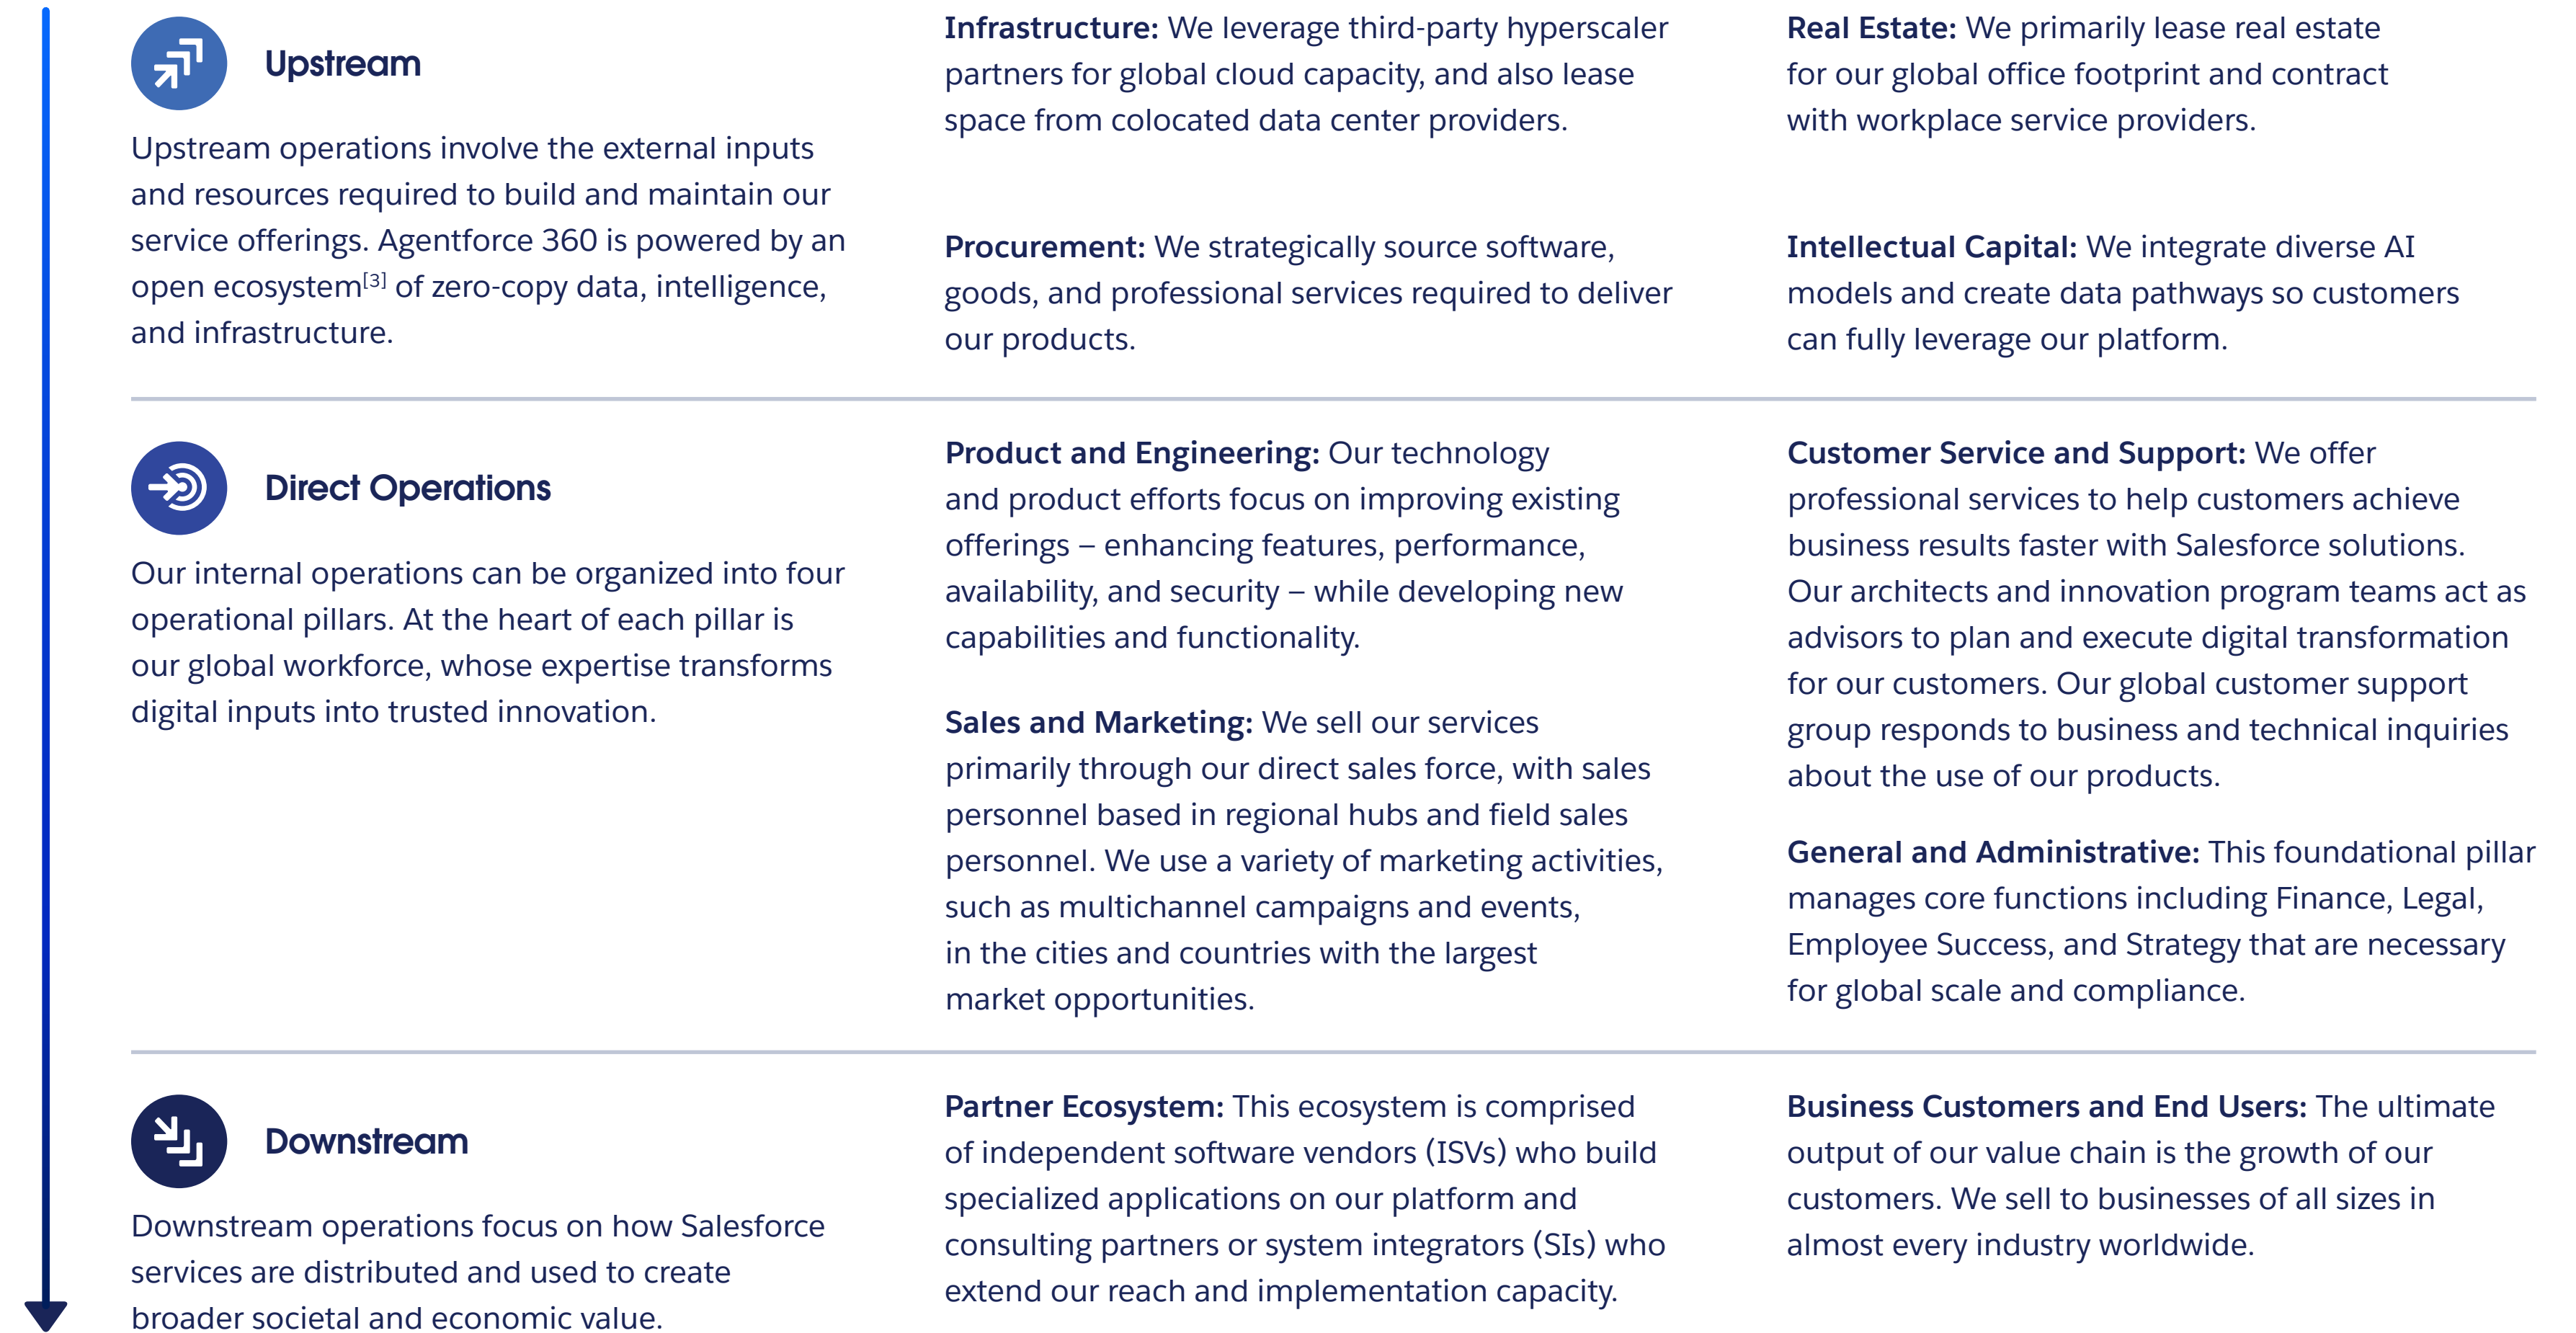 Upstream
Upstream operations involve the external inputs
and resources required to build and maintain our
service offerings. Agentforce 360 is powered by an
open ecosystem[3] of zero-copy data, intelligence,
and infrastructure.
Infrastructure: We leverage third-party hyperscaler
partners for global cloud capacity, and also lease
space from colocated data center providers.
Procurement: We strategically source software,
goods, and professional services required to deliver
our products.
Real Estate: We primarily lease real estate
for our global office footprint and contract
with workplace service providers.
Intellectual Capital: We integrate diverse AI
models and create data pathways so customers
can fully leverage our platform.
Direct Operations
Our internal operations can be organized into four
operational pillars. At the heart of each pillar is
our global workforce, whose expertise transforms
digital inputs into trusted innovation.
Product and Engineering: Our technology
and product efforts focus on improving existing
offerings – enhancing features, performance,
availability, and security – while developing new
capabilities and functionality.
Sales and Marketing: We sell our services
primarily through our direct sales force, with sales
personnel based in regional hubs and field sales
personnel. We use a variety of marketing activities,
such as multichannel campaigns and events,
in the cities and countries with the largest
market opportunities.
Customer Service and Support: We offer
professional services to help customers achieve
business results faster with Salesforce solutions.
Our architects and innovation program teams act as
advisors to plan and execute digital transformation
for our customers. Our global customer support
group responds to business and technical inquiries
about the use of our products.
General and Administrative: This foundational pillar
manages core functions including Finance, Legal,
Employee Success, and Strategy that are necessary
for global scale and compliance.
Downstream
Downstream operations focus on how Salesforce
services are distributed and used to create
broader societal and economic value.
Partner Ecosystem: This ecosystem is comprised
of independent software vendors (ISVs) who build
specialized applications on our platform and
consulting partners or system integrators (SIs) who
extend our reach and implementation capacity.
Business Customers and End Users: The ultimate
output of our value chain is the growth of our
customers. We sell to businesses of all sizes in
almost every industry worldwide.